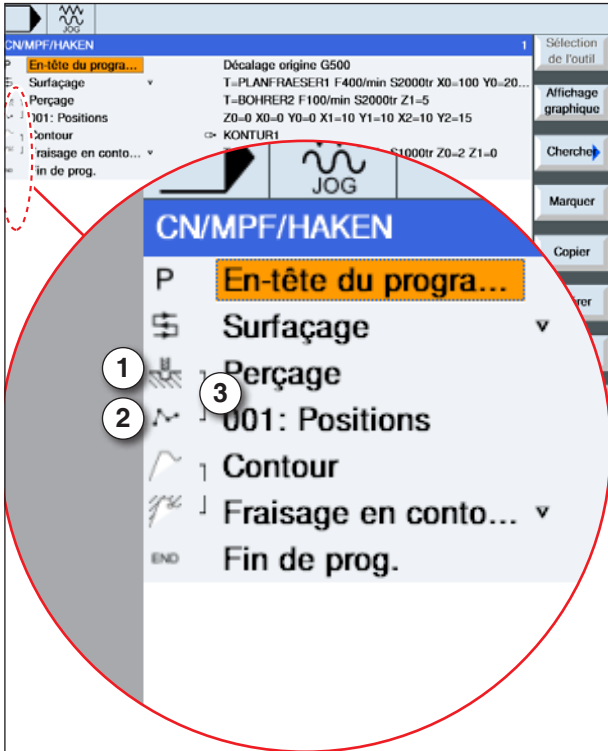 JOG
CN/MPF/HAKEN 1
P En-tête du progra... Décalage origine G500
Surfaçage v T=PLANFRAESER1 F400/min S2000tr X0=100 Y0=20...
Perçage T=BOHRER2 F100/min S2000tr Z1=5
001: Positions Z0=0 X0=0 Y0=0 X1=10 Y1=10 X2=10 Y2=15
Contour KONTUR1
Fraisage en conto... v S1000tr Z0=2 Z1=0
Fin de prog.
Sélection
de l'outil
Affichage
graphique
Cherche
Marquer
Copier
JOG
CN/MPF/HAKEN
P En-tête du progra...
Surfaçage v
1 Perçage
3
2 001: Positions
Contour
Fraisage en conto... v
END Fin de prog.